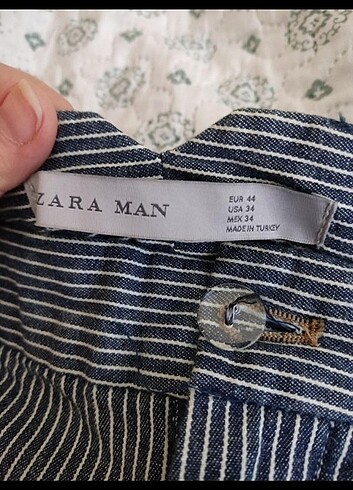 ZARA MAN
EUR 44
USA 34
MEX 34
MADE IN TURKEY